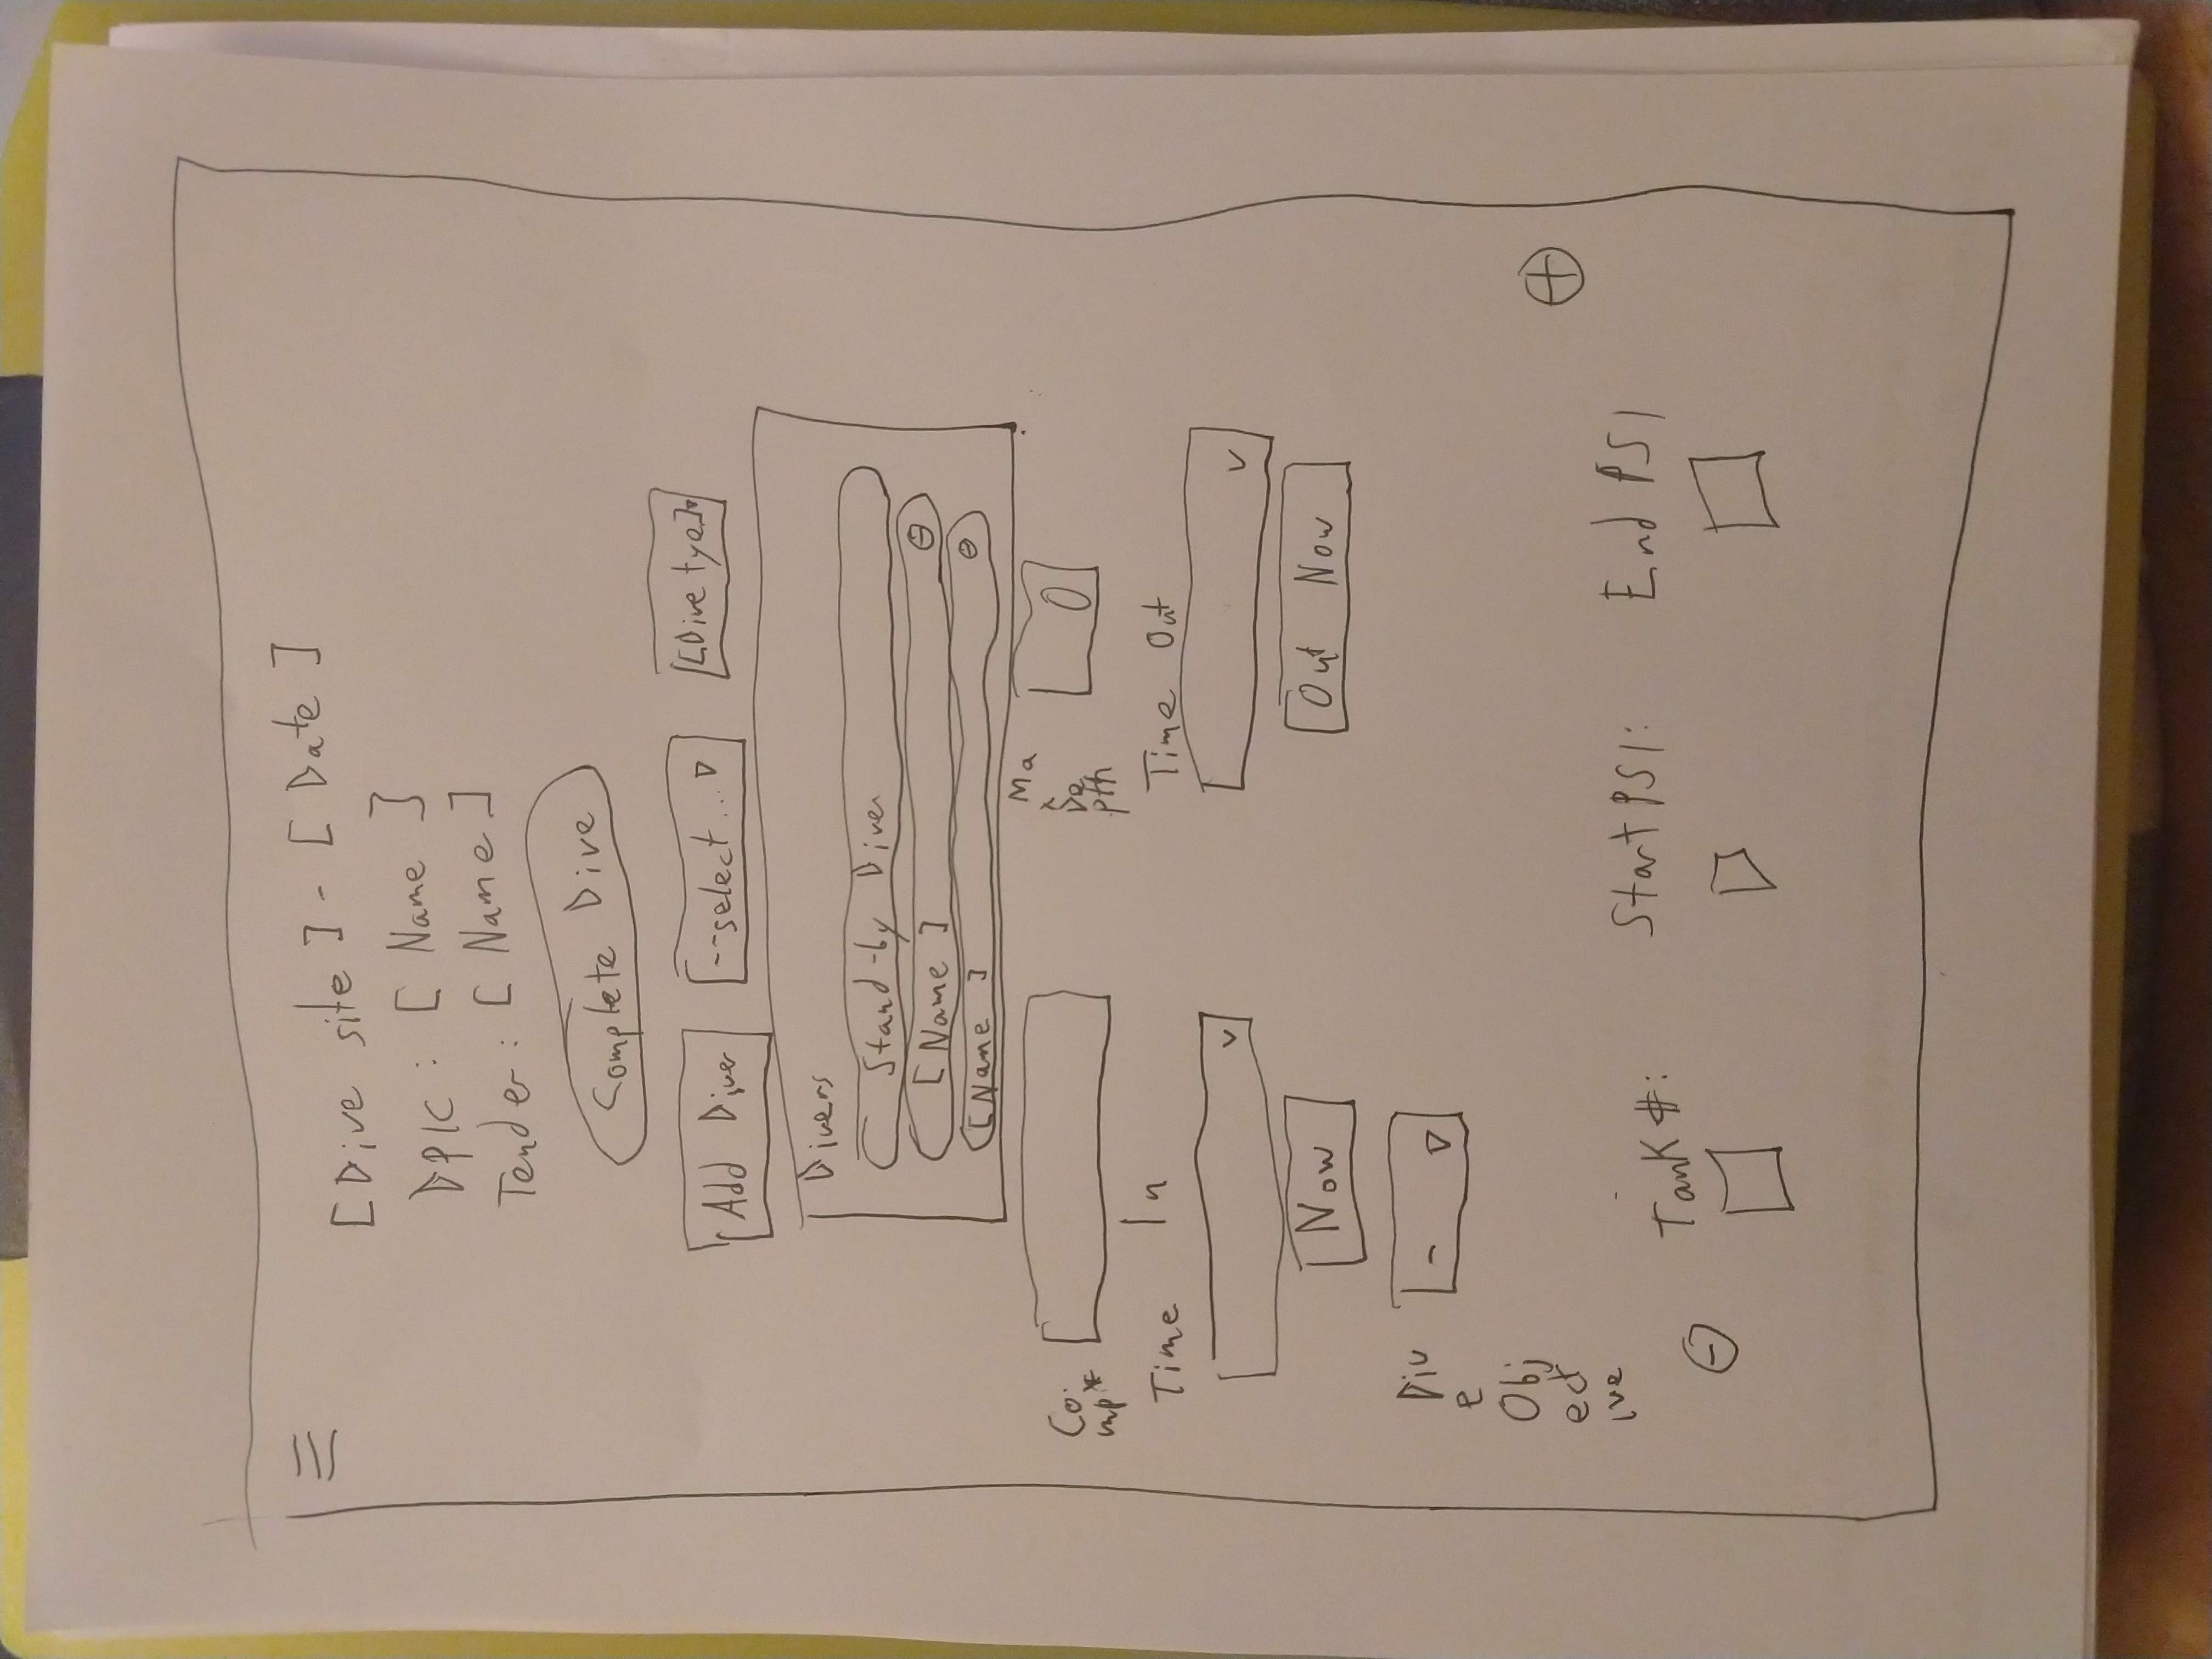 [Dive site] - [Date]
DPIC: [Name]
Tender: [Name]
Complete Dive
Add Diver
--select...
[Dive tye]
Divers
Stand-by Diver
[Name]
[Name]
Co
mp*
Ma
x
De
pth
0
Time In
Time Out
Now
Out Now
Div
e
Obj
ect
ive
-
Tank #:
Start PSI:
End PSI